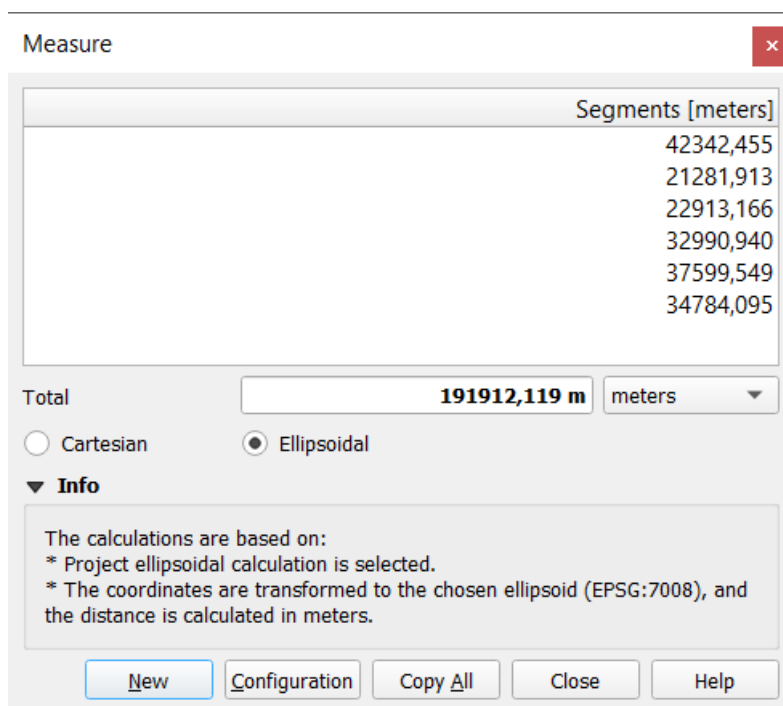 Measure
Segments [meters]
42342,455
21281,913
22913,166
32990,940
37599,549
34784,095
Total 191912,119 m meters
Cartesian Ellipsoidal
Info
The calculations are based on:
* Project ellipsoidal calculation is selected.
* The coordinates are transformed to the chosen ellipsoid (EPSG:7008), and
the distance is calculated in meters.
New Configuration Copy All Close Help